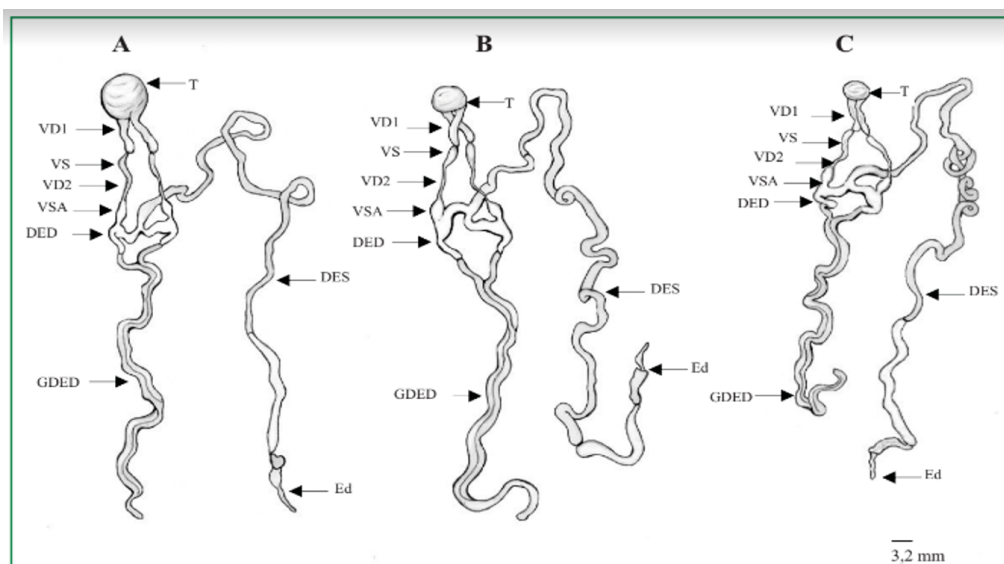 A
T
VD1
VS
VD2
VSA
DED
DES
GDED
Ed
B
T
VD1
VS
VD2
VSA
DED
DES
Ed
GDED
C
T
VD1
VS
VD2
VSA
DED
DES
GDED
Ed
3,2 mm